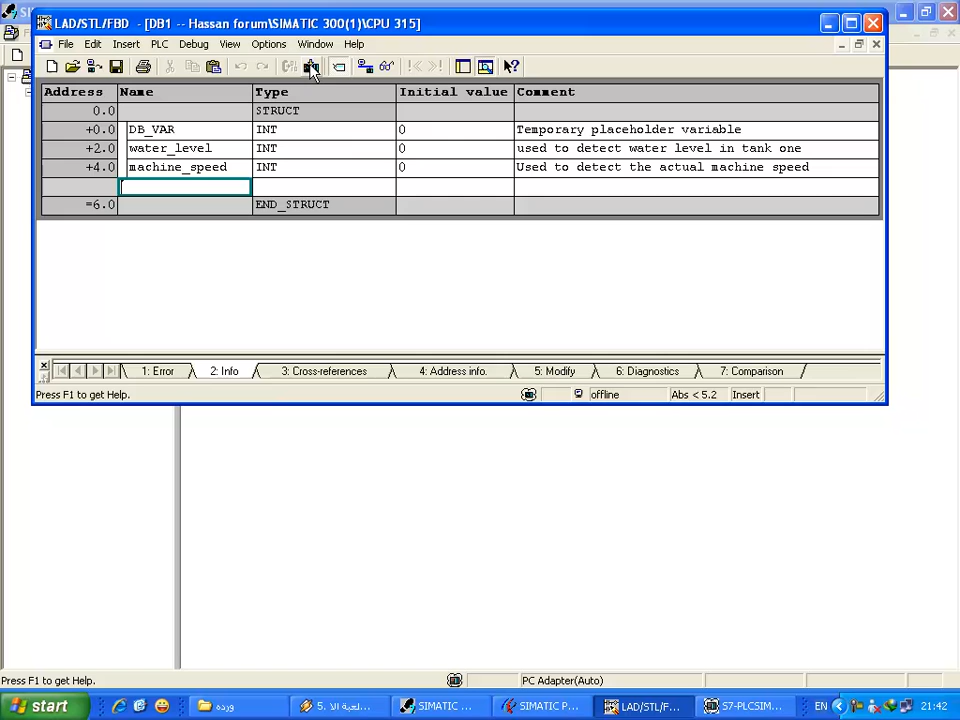 LAD/STL/FBD - [DB1 -- Hassan forum\SIMATIC 300(1)\CPU 315]
File Edit Insert PLC Debug View Options Window Help
Address Name Type Initial value Comment
0.0 STRUCT
+0.0 DB_VAR INT 0 Temporary placeholder variable
+2.0 water_level INT 0 used to detect water level in tank one
+4.0 machine_speed INT 0 Used to detect the actual machine speed
=6.0 END_STRUCT
1: Error 2: Info 3: Cross-references 4: Address info. 5: Modify 6: Diagnostics 7: Comparison
Press F1 to get Help. offline Abs < 5.2 Insert
Press F1 to get Help. PC Adapter(Auto)
start وردة 5. لجبة الا... SIMATIC ... SIMATIC P... LAD/STL/F... S7-PLCSIM... EN 21:42